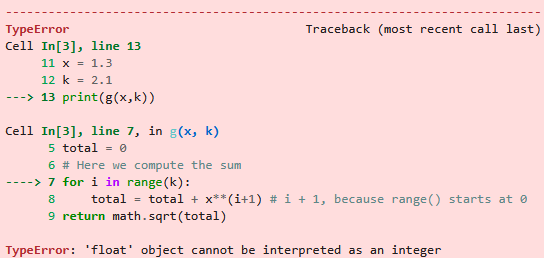 ---------------------------------------------------------------------------
TypeError                                 Traceback (most recent call last)
Cell In[3], line 13
     11 x = 1.3
     12 k = 2.1
---> 13 print(g(x,k))

Cell In[3], line 7, in g(x, k)
      5 total = 0
      6 # Here we compute the sum
----> 7 for i in range(k):
      8     total = total + x**(i+1) # i + 1, because range() starts at 0
      9 return math.sqrt(total)

TypeError: 'float' object cannot be interpreted as an integer